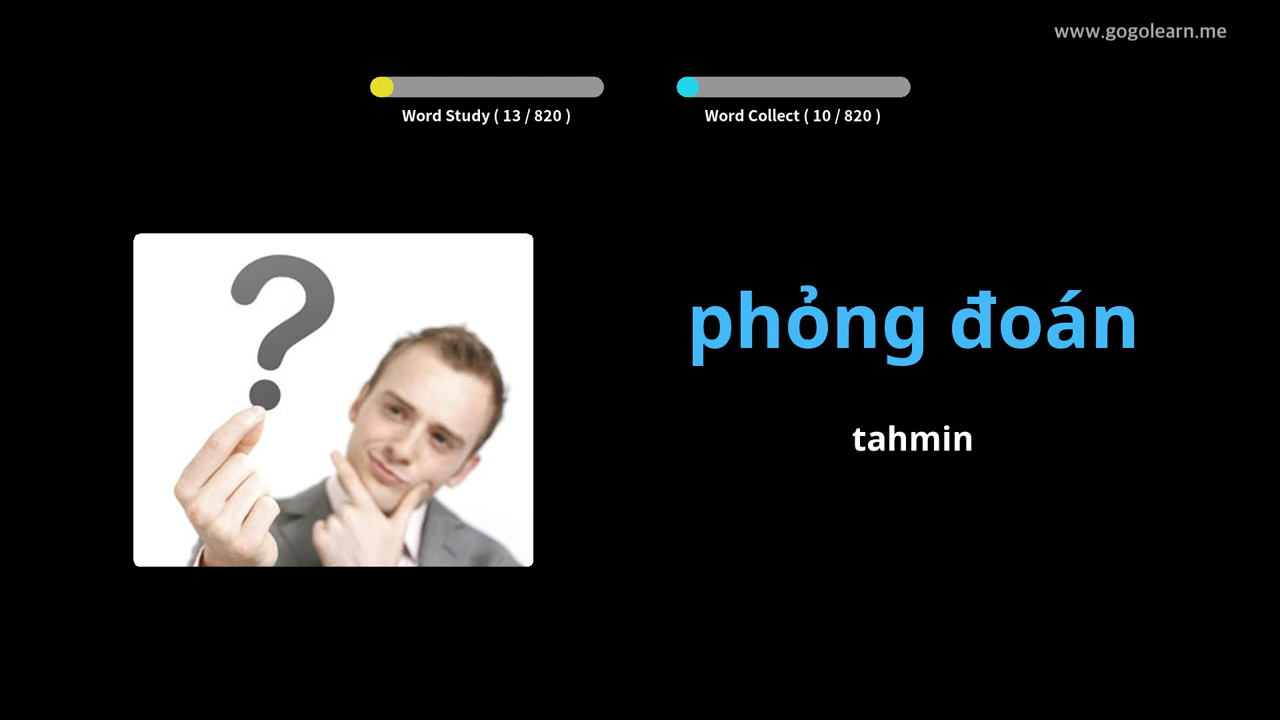 www.gogolearn.me
Word Study ( 13 / 820 )
Word Collect ( 10 / 820 )
phỏng đoán
tahmin